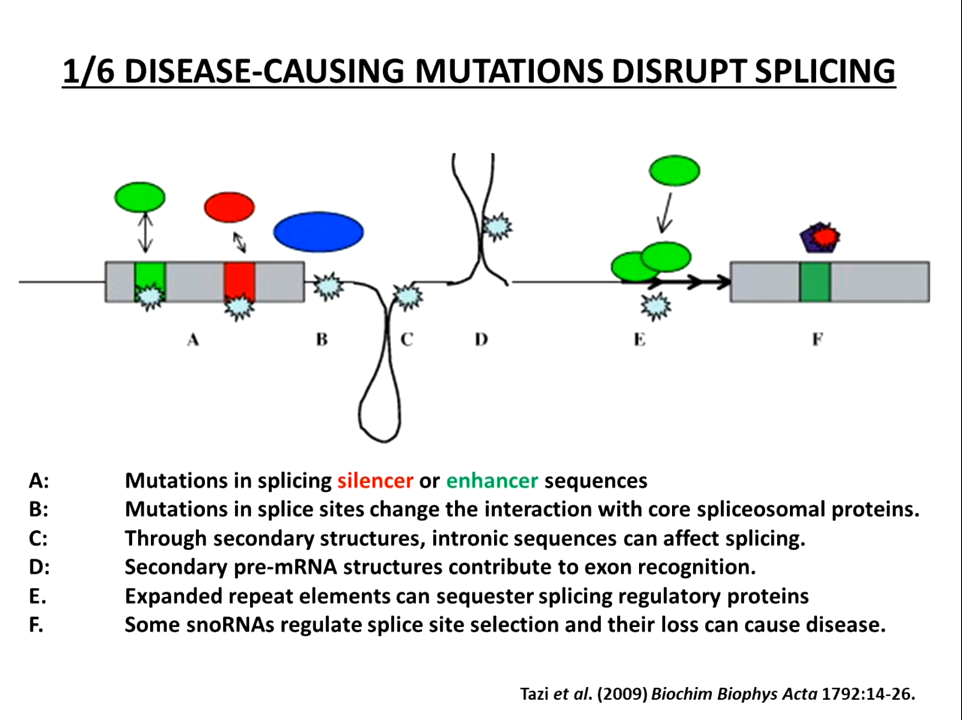 1/6 DISEASE-CAUSING MUTATIONS DISRUPT SPLICING
A B C D E F
A: Mutations in splicing silencer or enhancer sequences
B: Mutations in splice sites change the interaction with core spliceosomal proteins.
C: Through secondary structures, intronic sequences can affect splicing.
D: Secondary pre-mRNA structures contribute to exon recognition.
E. Expanded repeat elements can sequester splicing regulatory proteins
F. Some snoRNAs regulate splice site selection and their loss can cause disease.
Tazi et al. (2009) Biochim Biophys Acta 1792:14-26.